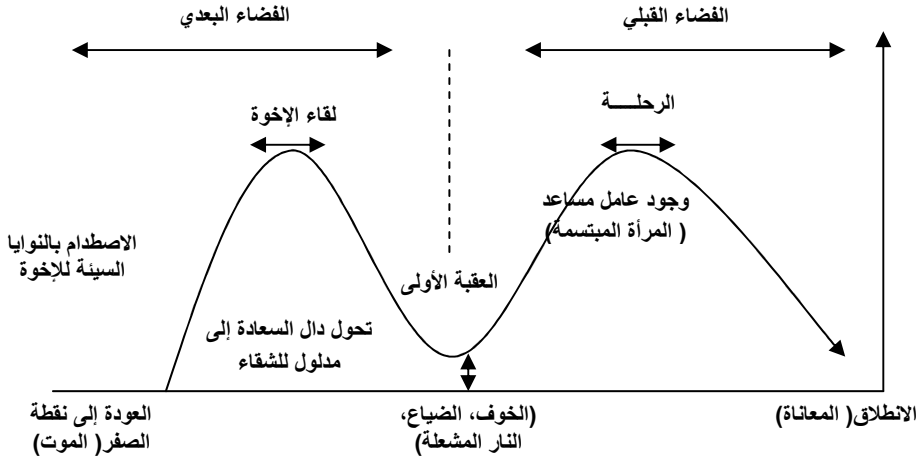 الفضاء القبلي
الفضاء البعدي
الرحلـــــة
لقاء الإخوة
وجود عامل مساعد
( المرأة المبتسمة)
الاصطدام بالنوايا
السيئة للإخوة
العقبة الأولى
تحول دال السعادة إلى
مدلول للشقاء
الانطلاق( المعاناة)
(الخوف، الضياع،
النار المشعلة)
العودة إلى نقطة
الصفر( الموت)